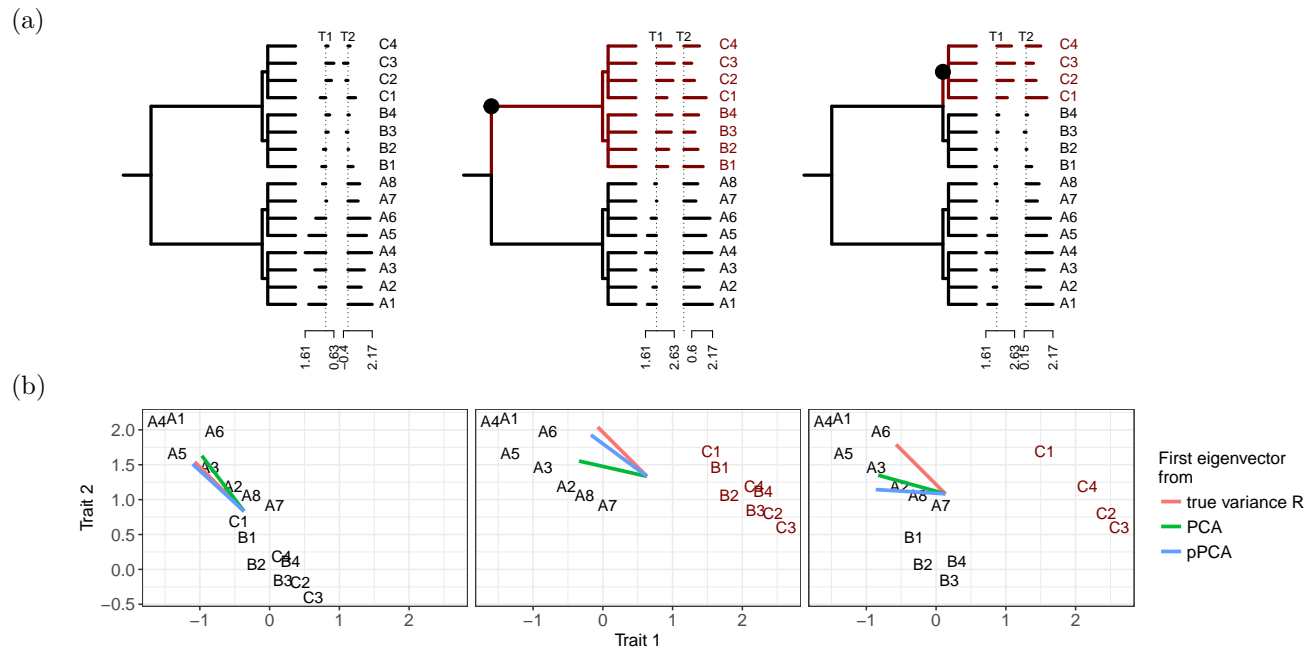 (a)
T1 T2
C4
C3
C2
C1
B4
B3
B2
B1
A8
A7
A6
A5
A4
A3
A2
A1
1.61 0.63 −0.4 2.17
T1 T2
C4
C3
C2
C1
B4
B3
B2
B1
A8
A7
A6
A5
A4
A3
A2
A1
1.61 2.63 0.6 2.17
T1 T2
C4
C3
C2
C1
B4
B3
B2
B1
A8
A7
A6
A5
A4
A3
A2
A1
1.61 2.63 0.15 2.17
(b)
Trait 2
2.0
1.5
1.0
0.5
0.0
−0.5
A4 A1
A6
A5
A3
A2
A8
A7
C1
B1
C4
B4
B2
B3 C2
C3
−1 0 1 2
A4 A1
A6
A5
A3
A2
A8
A7
C1
B1
C4
B4
B2
B3 C2
C3
−1 0 1 2
A4 A1
A6
A5
A3
A2
A8
A7
B1
B2 B4
B3
C1
C4
C2
C3
−1 0 1 2
Trait 1
First eigenvector
from
true variance R
PCA
pPCA